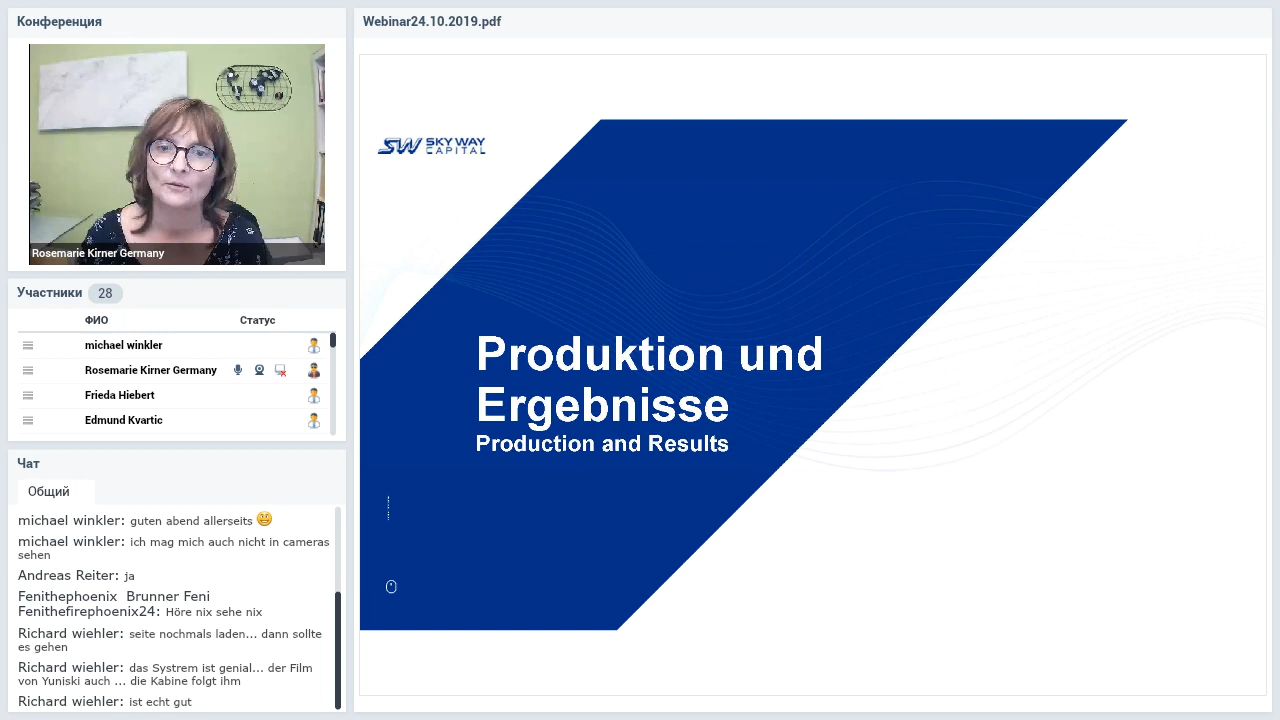 Конференция
Rosemarie Kirner Germany
Участники 28
ФИО Статус
michael winkler
Rosemarie Kirner Germany
Frieda Hiebert
Edmund Kvartic
Чат
Общий
michael winkler: guten abend allerseits
michael winkler: ich mag mich auch nicht in cameras
sehen
Andreas Reiter: ja
Fenithephoenix Brunner Feni
Fenithefirephoenix24: Höre nix sehe nix
Richard wiehler: seite nochmals laden... dann sollte
es gehen
Richard wiehler: das Systrem ist genial... der Film
von Yuniski auch ... die Kabine folgt ihm
Richard wiehler: ist echt gut
Webinar24.10.2019.pdf
SW SKY WAY
CAPITAL
Produktion und
Ergebnisse
Production and Results